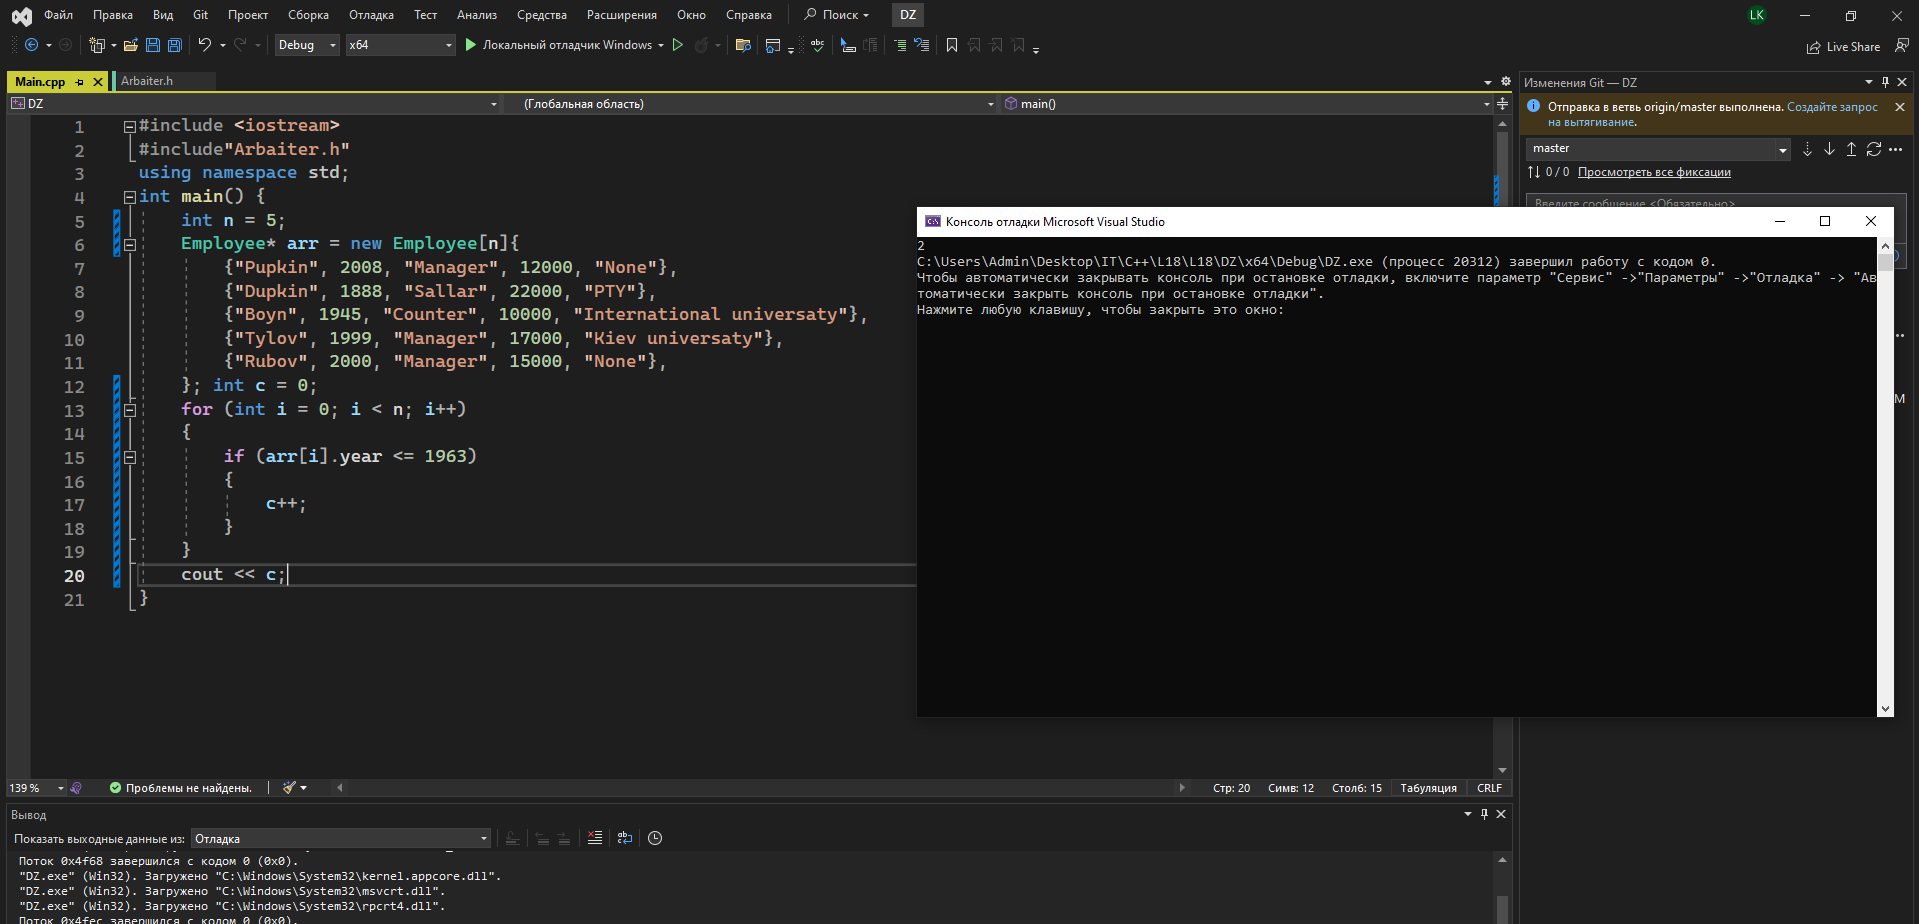 Файл Правка Вид Git Проект Сборка Отладка Тест Анализ Средства Расширения Окно Справка Поиск DZ LK
Debug x64 Локальный отладчик Windows Live Share
Main.cpp Arbaiter.h
DZ (Глобальная область) main()
1 #include <iostream>
2 #include"Arbaiter.h"
3 using namespace std;
4 int main() {
5 int n = 5;
6 Employee* arr = new Employee[n]{
7 {"Pupkin", 2008, "Manager", 12000, "None"},
8 {"Dupkin", 1888, "Sallar", 22000, "PTY"},
9 {"Boyn", 1945, "Counter", 10000, "International universaty"},
10 {"Tylov", 1999, "Manager", 17000, "Kiev universaty"},
11 {"Rubov", 2000, "Manager", 15000, "None"},
12 }; int c = 0;
13 for (int i = 0; i < n; i++)
14 {
15 if (arr[i].year <= 1963)
16 {
17 c++;
18 }
19 }
20 cout << c;
21 }
Изменения Git — DZ
Отправка в ветвь origin/master выполнена. Создайте запрос
на вытягивание.
master
0 / 0 Просмотреть все фиксации
Введите сообщение <Обязательно>
M
Консоль отладки Microsoft Visual Studio
2
C:\Users\Admin\Desktop\IT\C++\L18\L18\DZ\x64\Debug\DZ.exe (процесс 20312) завершил работу с кодом 0.
Чтобы автоматически закрывать консоль при остановке отладки, включите параметр "Сервис" ->"Параметры" ->"Отладка" -> "Ав
томатически закрыть консоль при остановке отладки".
Нажмите любую клавишу, чтобы закрыть это окно:
139 % Проблемы не найдены. Стр: 20 Симв: 12 Столб: 15 Табуляция CRLF
Вывод
Показать выходные данные из: Отладка
Поток 0x4f68 завершился с кодом 0 (0x0).
"DZ.exe" (Win32). Загружено "C:\Windows\System32\kernel.appcore.dll".
"DZ.exe" (Win32). Загружено "C:\Windows\System32\msvcrt.dll".
"DZ.exe" (Win32). Загружено "C:\Windows\System32\rpcrt4.dll".
Поток 0x4fec завершился с кодом 0 (0x0).